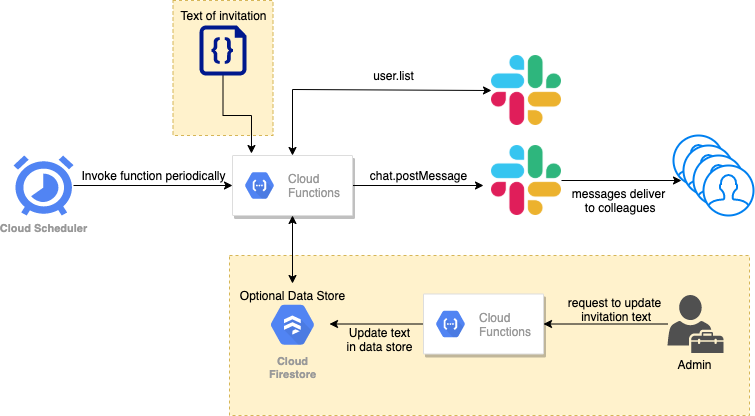 Text of invitation
{}
user.list
Invoke function periodically
Cloud
Functions
chat.postMessage
messages deliver
to colleagues
Cloud Scheduler
Optional Data Store
Cloud
Firestore
Update text
in data store
Cloud
Functions
request to update
invitation text
Admin